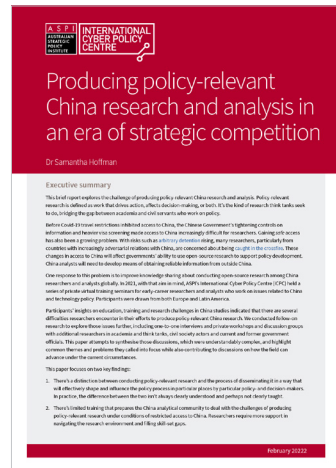 A S P I
AUSTRALIAN
STRATEGIC
POLICY
INSTITUTE
INTERNATIONAL
CYBER POLICY
CENTRE
Producing policy-relevant
China research and analysis in
an era of strategic competition
Dr Samantha Hoffman
Executive summary
This brief report explores the challenge of producing policy-relevant China research and analysis. Policy-relevant
research is defined as work that drives action, affects decision-making, or both. It's the kind of research think tanks seek
to do, bridging the gap between academia and civil servants who work on policy.
Before Covid-19 travel restrictions inhibited access to China, the Chinese Government's tightening controls on
information and heavier visa screening made access to China increasingly difficult for researchers. Gaining safe access
has also been a growing problem. With risks such as arbitrary detention rising, many researchers, particularly from
countries with increasingly adversarial relations with China, are concerned about being caught in the crossfire. These
changes in access to China will affect governments' ability to use open-source research to support policy development.
China analysts will need to develop means of obtaining reliable information from outside China.
One response to this problem is to improve knowledge sharing about conducting open-source research among China
researchers and analysts globally. In 2021, with that aim in mind, ASPI's International Cyber Policy Centre (ICPC) held a
series of private virtual training seminars for early-career researchers and analysts who work on issues related to China
and technology policy. Participants were drawn from both Europe and Latin America.
Participants' insights on education, training and research challenges in China studies indicated that there are several
difficulties researchers encounter in their efforts to produce policy-relevant China research. We conducted follow-on
research to explore those issues further, including one-to-one interviews and private workshops and discussion groups
with additional researchers in academia and think tanks, civil society actors and current and former government
officials. This paper attempts to synthesise those discussions, which were understandably complex, and highlight
common themes and problems they called into focus while also contributing to discussions on how the field can
advance under the current circumstances.
This paper focuses on two key findings:
1. There's a distinction between conducting policy-relevant research and the process of disseminating it in a way that
will effectively shape and influence the policy process in particular places by particular policy- and decision-makers.
In practice, the difference between the two isn't always clearly understood and perhaps not clearly taught.
2. There's limited training that prepares the China analytical community to deal with the challenges of producing
policy-relevant research under conditions of restricted access to China. Researchers require more support in
navigating the research environment and filling skill-set gaps.
February 20222